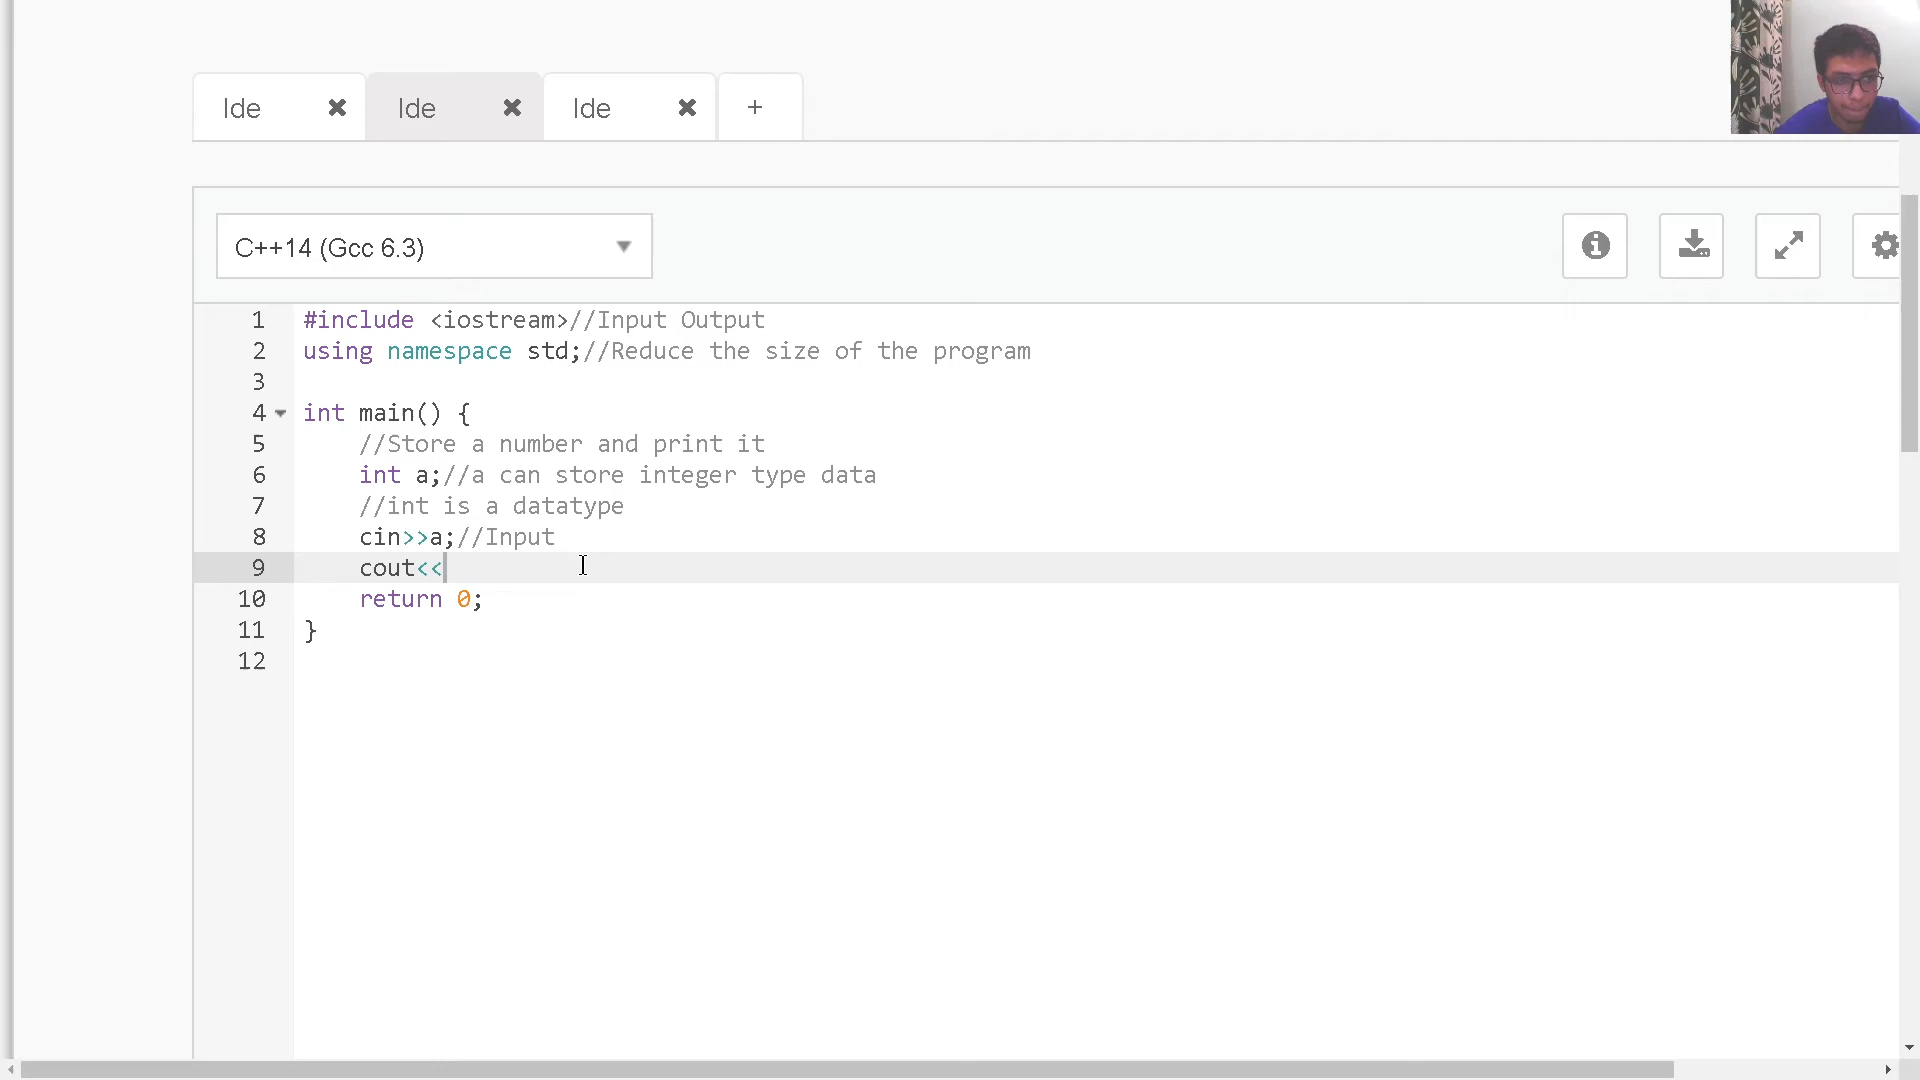 Ide ✖ Ide ✖ Ide ✖ +
C++14 (Gcc 6.3)
1 #include <iostream>//Input Output
2 using namespace std;//Reduce the size of the program
3
4 int main() {
5 //Store a number and print it
6 int a;//a can store integer type data
7 //int is a datatype
8 cin>>a;//Input
9 cout<<
10 return 0;
11 }
12